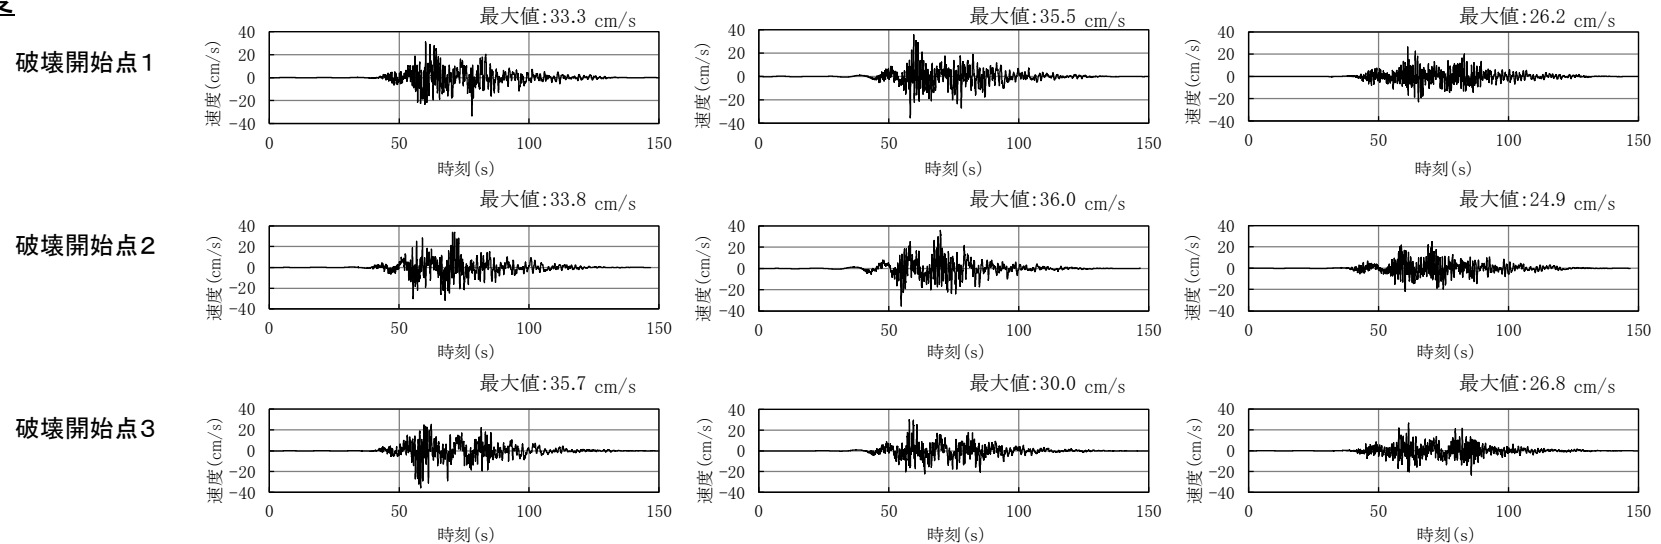 最大値:33.3 cm/s 最大値:35.5 cm/s 最大値:26.2 cm/s
破壊開始点1
速度(cm/s) 40 20 0 -20 -40 速度(cm/s) 40 20 0 -20 -40 速度(cm/s) 40 20 0 -20 -40
0 50 100 150 0 50 100 150 0 50 100 150
時刻(s) 時刻(s) 時刻(s)
最大値:33.8 cm/s 最大値:36.0 cm/s 最大値:24.9 cm/s
破壊開始点2
速度(cm/s) 40 20 0 -20 -40 速度(cm/s) 40 20 0 -20 -40 速度(cm/s) 40 20 0 -20 -40
0 50 100 150 0 50 100 150 0 50 100 150
時刻(s) 時刻(s) 時刻(s)
最大値:35.7 cm/s 最大値:30.0 cm/s 最大値:26.8 cm/s
破壊開始点3
速度(cm/s) 40 20 0 -20 -40 速度(cm/s) 40 20 0 -20 -40 速度(cm/s) 40 20 0 -20 -40
0 50 100 150 0 50 100 150 0 50 100 150
時刻(s) 時刻(s) 時刻(s)